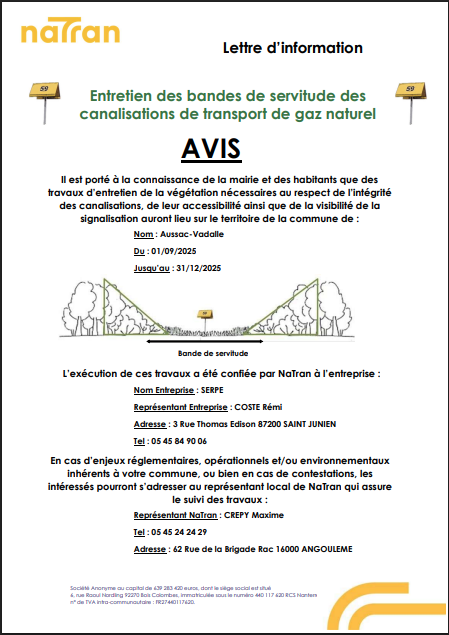 naTran
Lettre d'information
59
59
Entretien des bandes de servitude des
canalisations de transport de gaz naturel
AVIS
Il est porté à la connaissance de la mairie et des habitants que des
travaux d'entretien de la végétation nécessaires au respect de l'intégrité
des canalisations, de leur accessibilité ainsi que de la visibilité de la
signalisation auront lieu sur le territoire de la commune de :
Nom : Aussac-Vadalle
Du : 01/09/2025
Jusqu'au : 31/12/2025
Bande de servitude
L'exécution de ces travaux a été confiée par NaTran à l'entreprise :
Nom Entreprise : SERPE
Représentant Entreprise : COSTE Rémi
Adresse : 3 Rue Thomas Edison 87200 SAINT JUNIEN
Tel : 05 45 84 90 06
En cas d'enjeux réglementaires, opérationnels et/ou environnementaux
inhérents à votre commune, ou bien en cas de contestations, les
intéressés pourront s'adresser au représentant local de NaTran qui assure
le suivi des travaux :
Représentant NaTran : CREPY Maxime
Tel : 05 45 24 24 29
Adresse : 62 Rue de la Brigade Rac 16000 ANGOULEME
Société Anonyme au capital de 639 283 420 euros, dont le siège social est situé
6, rue Raoul Nordling 92270 Bois Colombes, immatriculée sous le numéro 440 117 620 RCS Nanterre
n° de TVA intra-communautaire : FR27440117620.